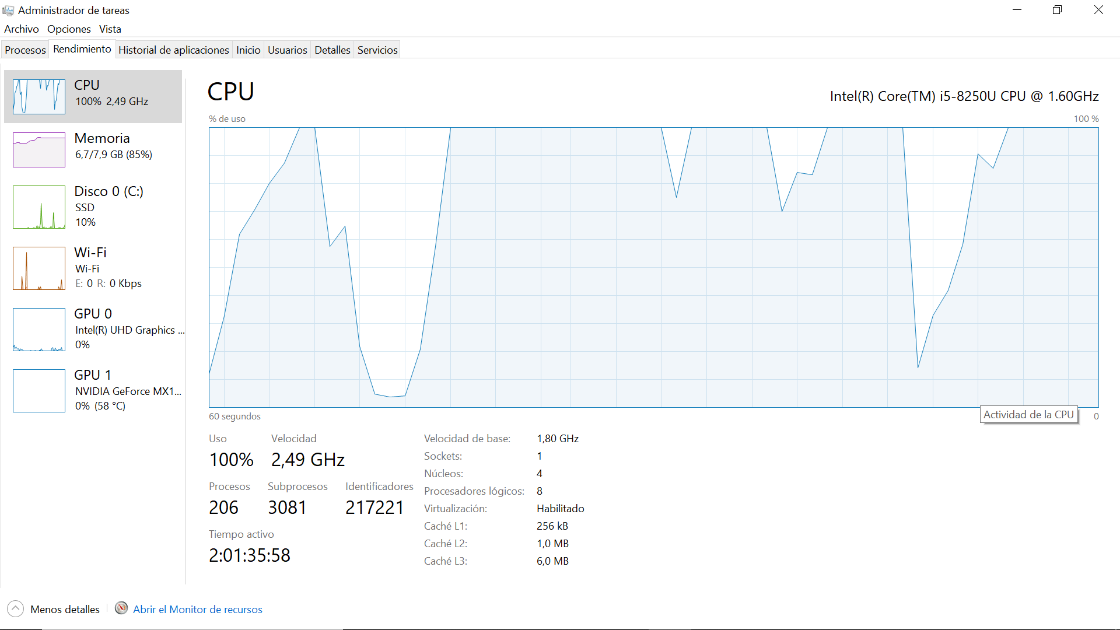 Administrador de tareas
Archivo Opciones Vista
Procesos Rendimiento Historial de aplicaciones Inicio Usuarios Detalles Servicios
CPU
100% 2,49 GHz
Memoria
6,7/7,9 GB (85%)
Disco 0 (C:)
SSD
10%
Wi-Fi
Wi-Fi
E: 0 R: 0 Kbps
GPU 0
Intel(R) UHD Graphics ...
0%
GPU 1
NVIDIA GeForce MX1...
0% (58 °C)
CPU
Intel(R) Core(TM) i5-8250U CPU @ 1.60GHz
% de uso 100 %
60 segundos 0
Actividad de la CPU
Uso Velocidad
100% 2,49 GHz
Procesos Subprocesos Identificadores
206 3081 217221
Tiempo activo
2:01:35:58
Velocidad de base: 1,80 GHz
Sockets: 1
Núcleos: 4
Procesadores lógicos: 8
Virtualización: Habilitado
Caché L1: 256 kB
Caché L2: 1,0 MB
Caché L3: 6,0 MB
Menos detalles Abrir el Monitor de recursos